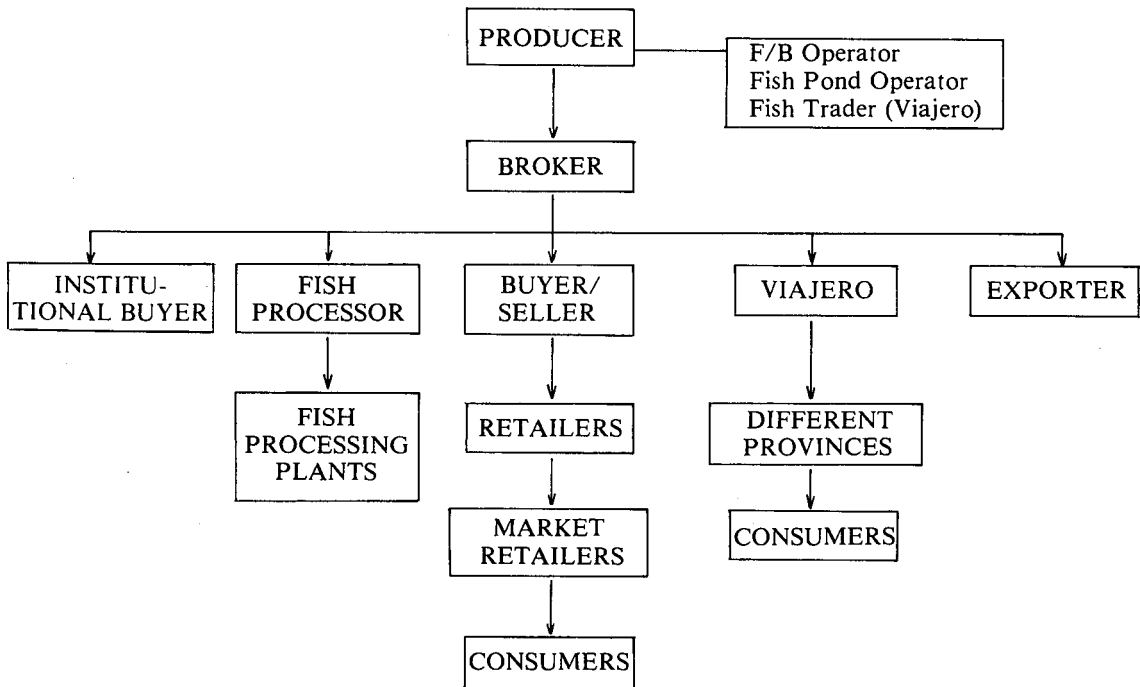 PRODUCER
F/B Operator
Fish Pond Operator
Fish Trader (Viajero)
BROKER
INSTITU-
TIONAL BUYER
FISH
PROCESSOR
BUYER/
SELLER
VIAJERO
EXPORTER
FISH
PROCESSING
PLANTS
RETAILERS
DIFFERENT
PROVINCES
MARKET
RETAILERS
CONSUMERS
CONSUMERS